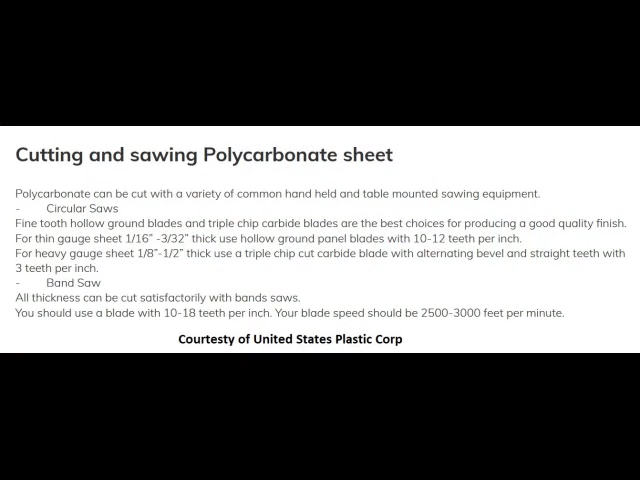 Cutting and sawing Polycarbonate sheet
Polycarbonate can be cut with a variety of common hand held and table mounted sawing equipment.
- Circular Saws
Fine tooth hollow ground blades and triple chip carbide blades are the best choices for producing a good quality finish.
For thin gauge sheet 1/16” -3/32” thick use hollow ground panel blades with 10-12 teeth per inch.
For heavy gauge sheet 1/8”-1/2” thick use a triple chip cut carbide blade with alternating bevel and straight teeth with
3 teeth per inch.
- Band Saw
All thickness can be cut satisfactorily with bands saws.
You should use a blade with 10-18 teeth per inch. Your blade speed should be 2500-3000 feet per minute.
Courtesty of United States Plastic Corp